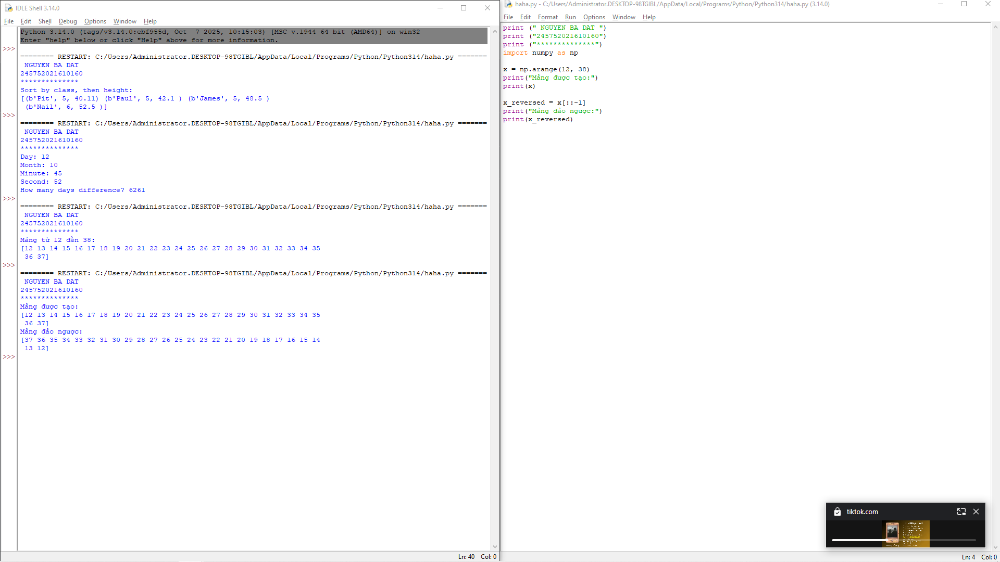 IDLE Shell 3.14.0
File Edit Shell Debug Options Window Help
Python 3.14.0 (tags/v3.14.0:ebf955d, Oct  7 2025, 10:15:03) [MSC v.1944 64 bit (AMD64)] on win32
Enter "help" below or click "Help" above for more information.
>>>
======== RESTART: C:/Users/Administrator.DESKTOP-98TGIBL/AppData/Local/Programs/Python/Python314/haha.py =======
NGUYEN BA DAT
245752021610160
**************
Sort by class, then height:
[(b'Pit', 5, 40.11) (b'Paul', 5, 42.1 ) (b'James', 5, 48.5 )
(b'Nail', 6, 52.5 )]
>>>
======== RESTART: C:/Users/Administrator.DESKTOP-98TGIBL/AppData/Local/Programs/Python/Python314/haha.py =======
NGUYEN BA DAT
245752021610160
**************
Day: 12
Month: 10
Minute: 45
Second: 52
How many days difference? 6261
>>>
======== RESTART: C:/Users/Administrator.DESKTOP-98TGIBL/AppData/Local/Programs/Python/Python314/haha.py =======
NGUYEN BA DAT
245752021610160
**************
Mảng từ 12 đến 38:
[12 13 14 15 16 17 18 19 20 21 22 23 24 25 26 27 28 29 30 31 32 33 34 35
36 37]
>>>
======== RESTART: C:/Users/Administrator.DESKTOP-98TGIBL/AppData/Local/Programs/Python/Python314/haha.py =======
NGUYEN BA DAT
245752021610160
**************
Mảng được tạo:
[12 13 14 15 16 17 18 19 20 21 22 23 24 25 26 27 28 29 30 31 32 33 34 35
36 37]
Mảng đảo ngược:
[37 36 35 34 33 32 31 30 29 28 27 26 25 24 23 22 21 20 19 18 17 16 15 14
13 12]
>>>
Ln: 40 Col: 0
haha.py - C:/Users/Administrator.DESKTOP-98TGIBL/AppData/Local/Programs/Python/Python314/haha.py (3.14.0)
File Edit Format Run Options Window Help
print (" NGUYEN BA DAT ")
print ("245752021610160")
print ("**************")
import numpy as np
x = np.arange(12, 38)
print("Mảng được tạo:")
print(x)
x_reversed = x[::-1]
print("Mảng đảo ngược:")
print(x_reversed)
tiktok.com
Ln: 4 Col: 0